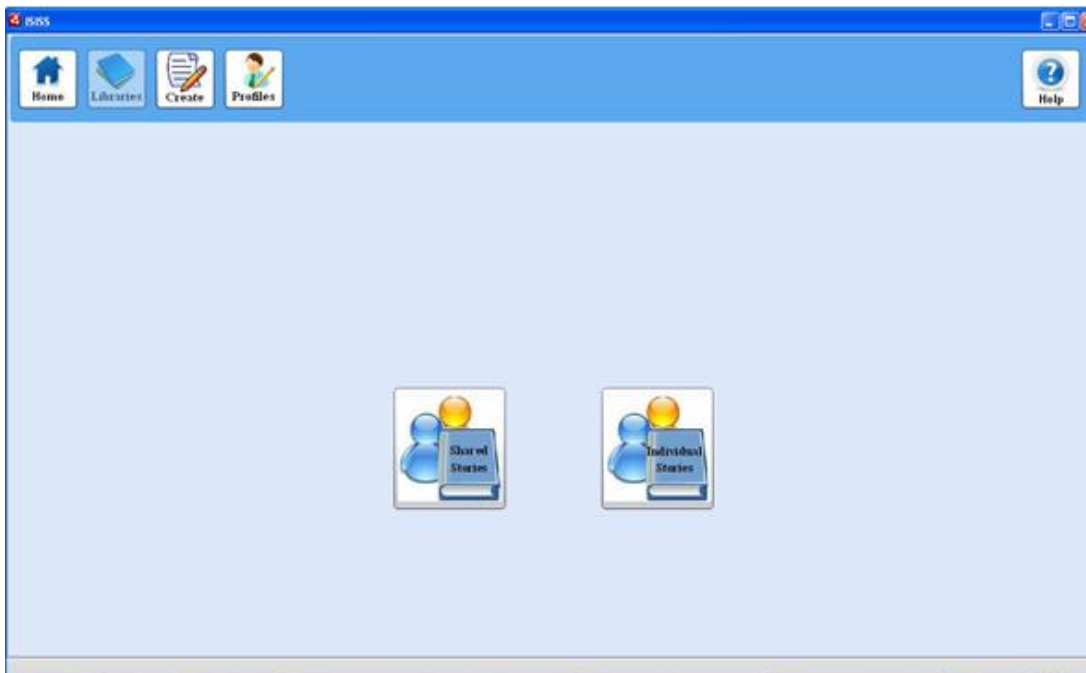 isiss
Home
Libraries
Create
Profiles
Help
Shared
Stories
Individual
Stories